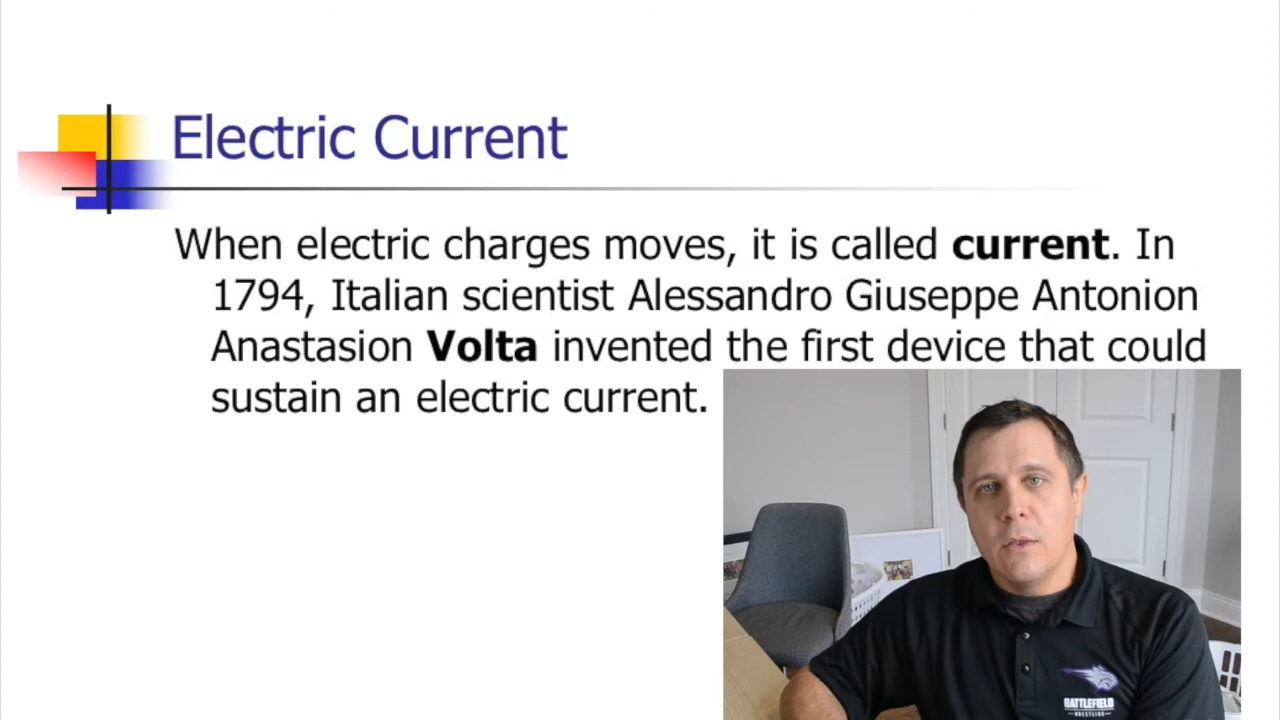 Electric Current
When electric charges moves, it is called current. In
1794, Italian scientist Alessandro Giuseppe Antonion
Anastasion Volta invented the first device that could
sustain an electric current.
BATTLEFIELD
WRESTLING